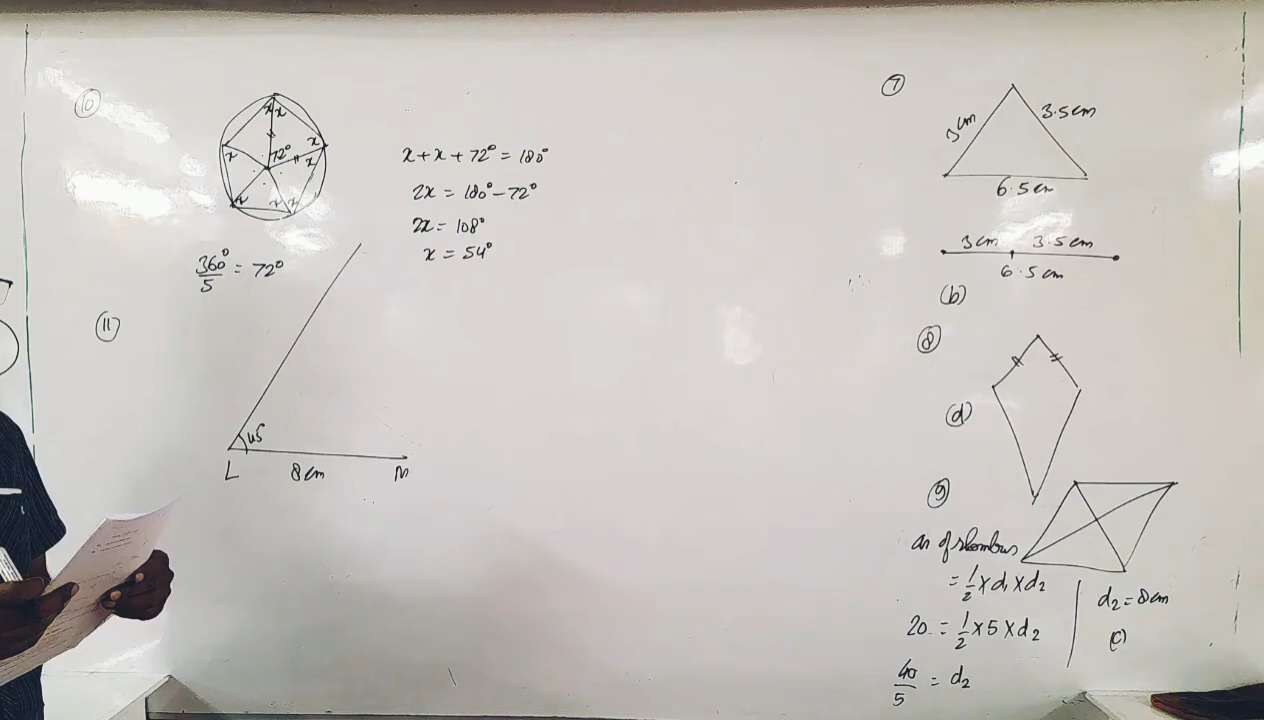 10
x x
x
72°
x
x
x
x x
x + x + 72° = 180°
2x = 180° - 72°
2x = 108°
x = 54°
360°/5 = 72°
11
45
L 8cm M
7
3cm 3.5cm
6.5cm
3cm 3.5cm
6.5cm
(b)
8
(d)
9
ar of rhombus
= 1/2 x d1 x d2
20 = 1/2 x 5 x d2
40/5 = d2
d2 = 8cm
(c)